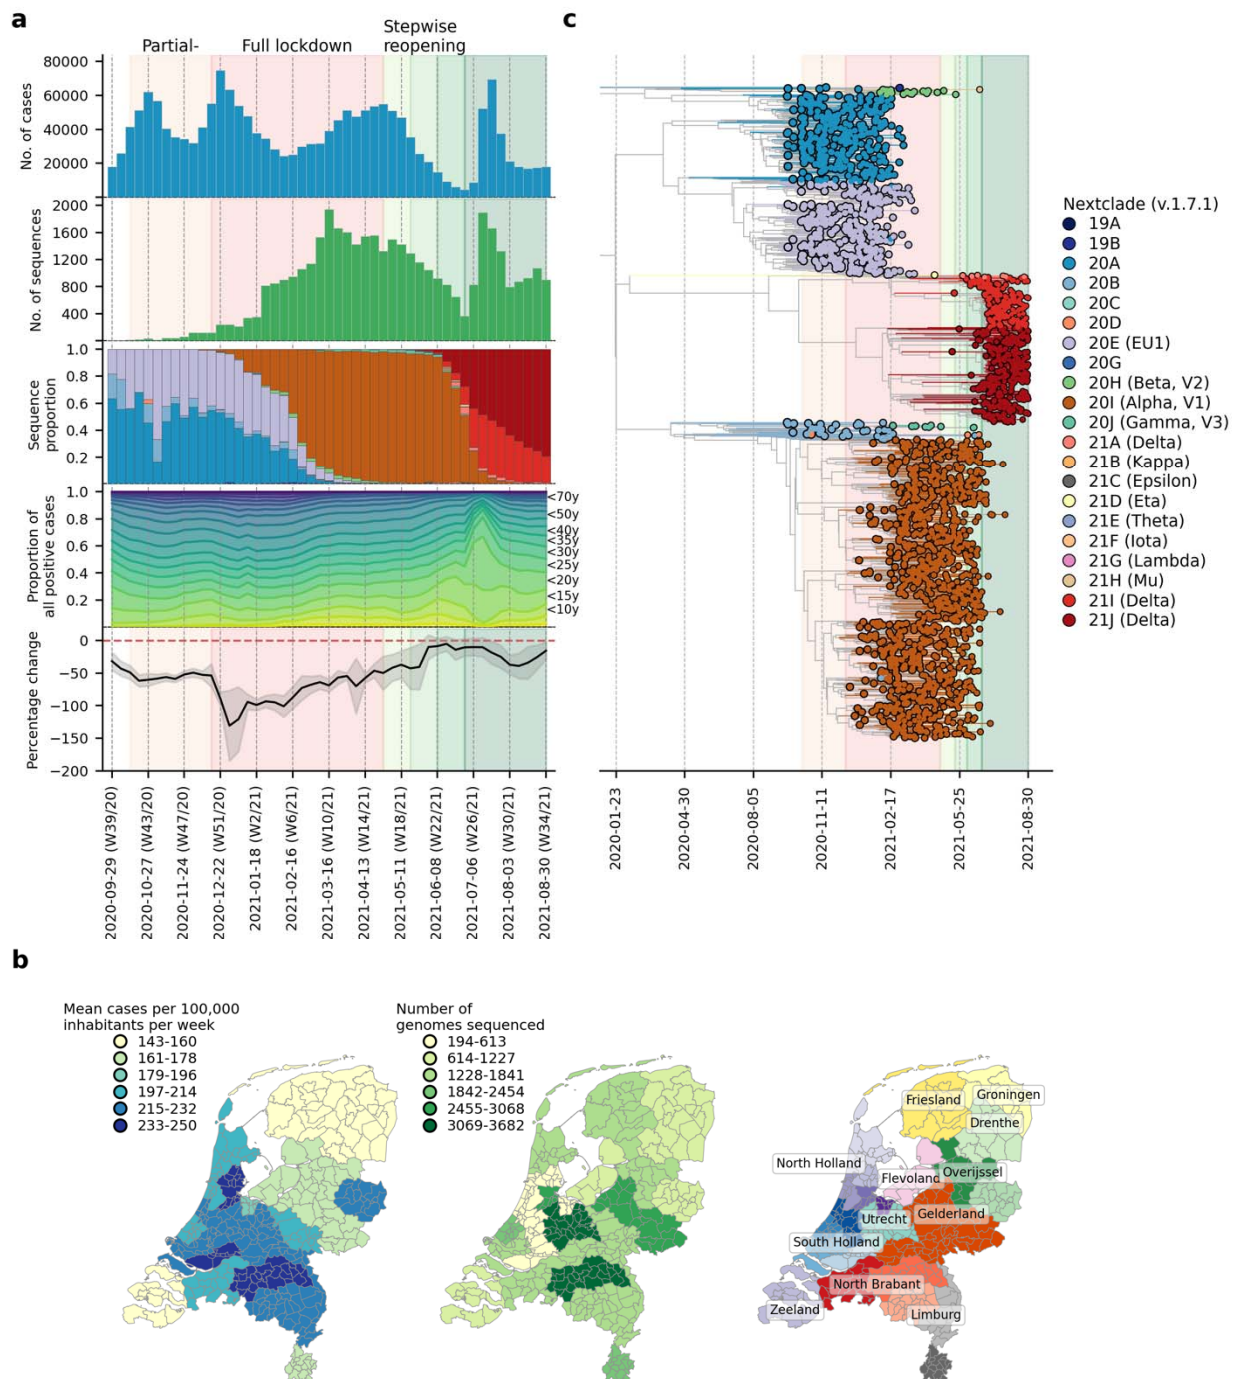 a
Partial-
Full lockdown
Stepwise
reopening
No. of cases
80000
60000
40000
20000
No. of sequences
2000
1600
1200
800
400
Sequence
proportion
1.0
0.8
0.6
0.4
0.2
Proportion of
all positive cases
1.0
0.8
0.6
0.4
0.2
<70y
<50y
<40y
<35y
<30y
<25y
<20y
<15y
<10y
Percentage change
0
−50
−100
−150
−200
2020-09-29 (W39/20)
2020-10-27 (W43/20)
2020-11-24 (W47/20)
2020-12-22 (W51/20)
2021-01-18 (W2/21)
2021-02-16 (W6/21)
2021-03-16 (W10/21)
2021-04-13 (W14/21)
2021-05-11 (W18/21)
2021-06-08 (W22/21)
2021-07-06 (W26/21)
2021-08-03 (W30/21)
2021-08-30 (W34/21)
c
2020-01-23
2020-04-30
2020-08-05
2020-11-11
2021-02-17
2021-05-25
2021-08-30
Nextclade (v.1.7.1)
19A
19B
20A
20B
20C
20D
20E (EU1)
20G
20H (Beta, V2)
20I (Alpha, V1)
20J (Gamma, V3)
21A (Delta)
21B (Kappa)
21C (Epsilon)
21D (Eta)
21E (Theta)
21F (Iota)
21G (Lambda)
21H (Mu)
21I (Delta)
21J (Delta)
b
Mean cases per 100,000
inhabitants per week
143-160
161-178
179-196
197-214
215-232
233-250
Number of
genomes sequenced
194-613
614-1227
1228-1841
1842-2454
2455-3068
3069-3682
Friesland
Groningen
Drenthe
North Holland
Flevoland
Overijssel
Utrecht
Gelderland
South Holland
North Brabant
Zeeland
Limburg